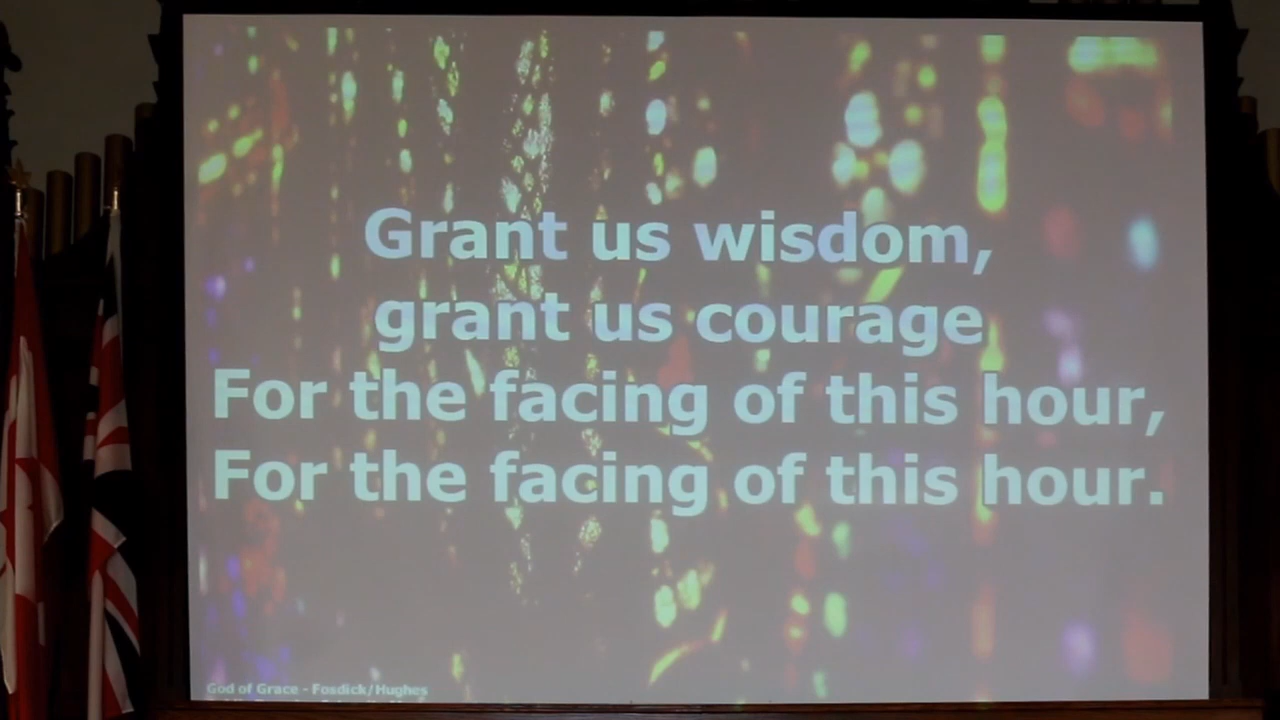 Grant us wisdom,
grant us courage
For the facing of this hour,
For the facing of this hour.
God of Grace - Fosdick/Hughes